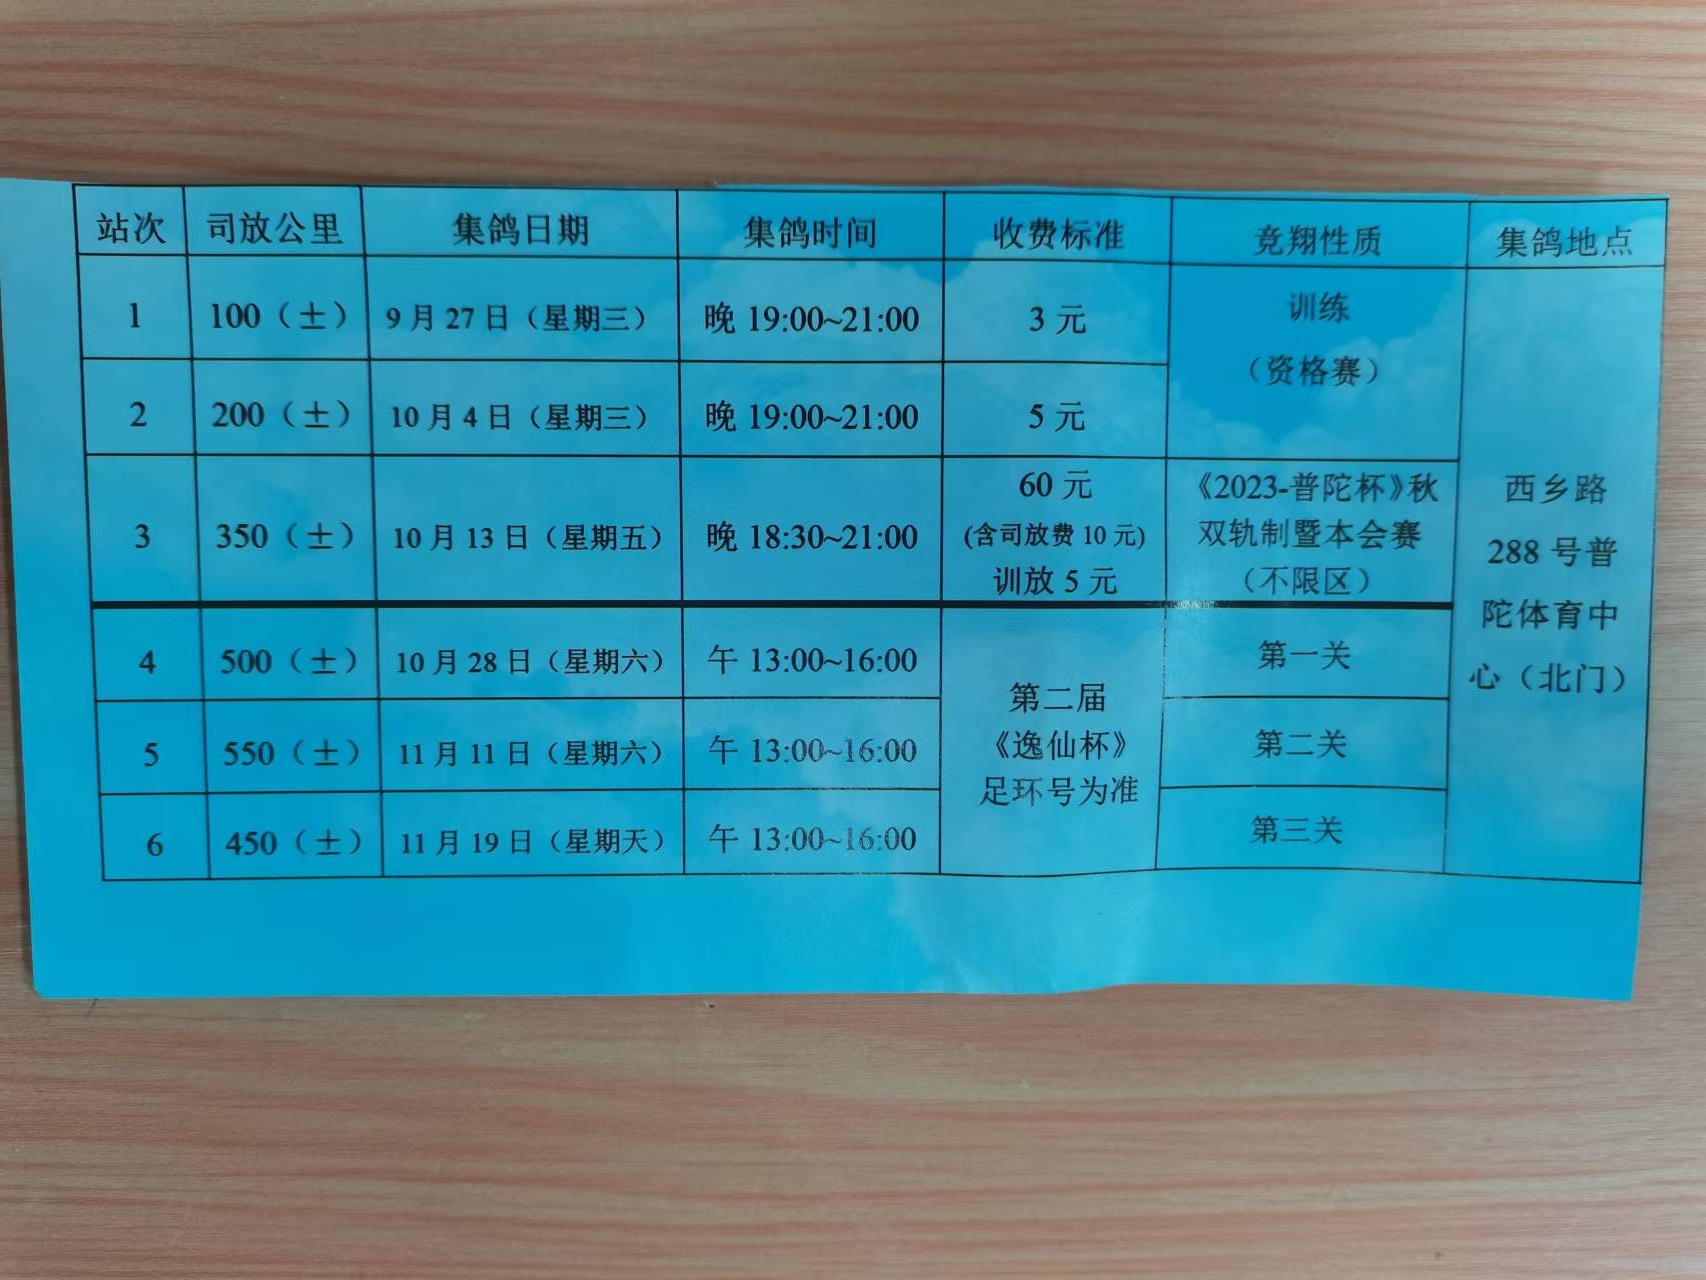 站次 司放公里 集鸽日期 集鸽时间 收费标准 竞翔性质 集鸽地点
1 100（±） 9月27日（星期三） 晚 19:00~21:00 3 元
训练
（资格赛）
2 200（±） 10月4日（星期三） 晚 19:00~21:00 5 元
3 350（±） 10月13日（星期五） 晚 18:30~21:00
60 元
(含司放费 10 元)
训放 5 元
《2023-普陀杯》秋
双轨制暨本会赛
（不限区）
4 500（±） 10月28日（星期六） 午 13:00~16:00 第一关
5 550（±） 11月11日（星期六） 午 13:00~16:00 第二关
6 450（±） 11月19日（星期天） 午 13:00~16:00 第三关
第二届
《逸仙杯》
足环号为准
西乡路
288 号普
陀体育中
心（北门）